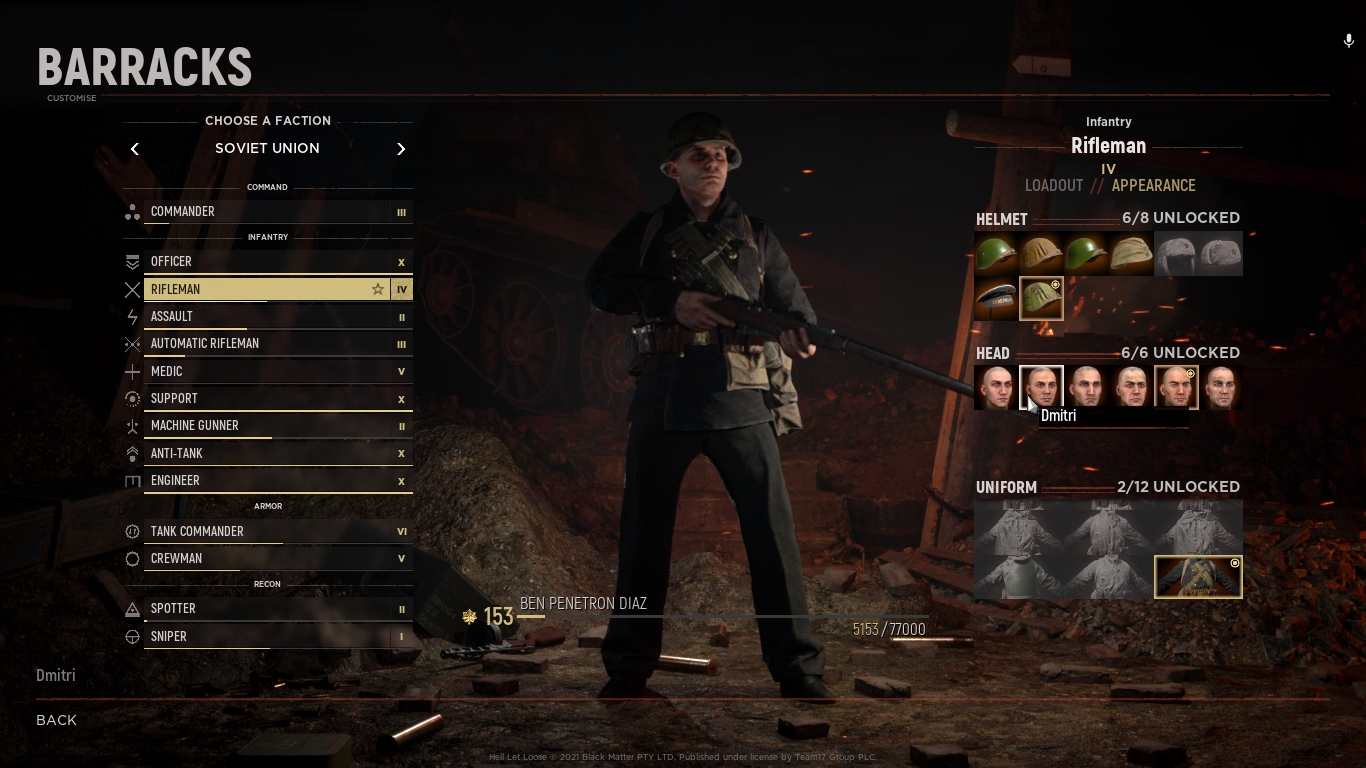 BARRACKS
CUSTOMISE
CHOOSE A FACTION
SOVIET UNION
COMMAND
COMMANDER III
INFANTRY
OFFICER X
RIFLEMAN IV
ASSAULT II
AUTOMATIC RIFLEMAN III
MEDIC V
SUPPORT X
MACHINE GUNNER II
ANTI-TANK X
ENGINEER X
ARMOR
TANK COMMANDER VI
CREWMAN V
RECON
SPOTTER II
SNIPER I
Infantry
Rifleman
IV
LOADOUT // APPEARANCE
HELMET 6/8 UNLOCKED
HEAD 6/6 UNLOCKED
Dmitri
UNIFORM 2/12 UNLOCKED
153 BEN PENETRON DIAZ
5153/77000
Dmitri
BACK
Hell Let Loose © 2021 Black Matter PTY LTD, Published under license by Team17 Group PLC.